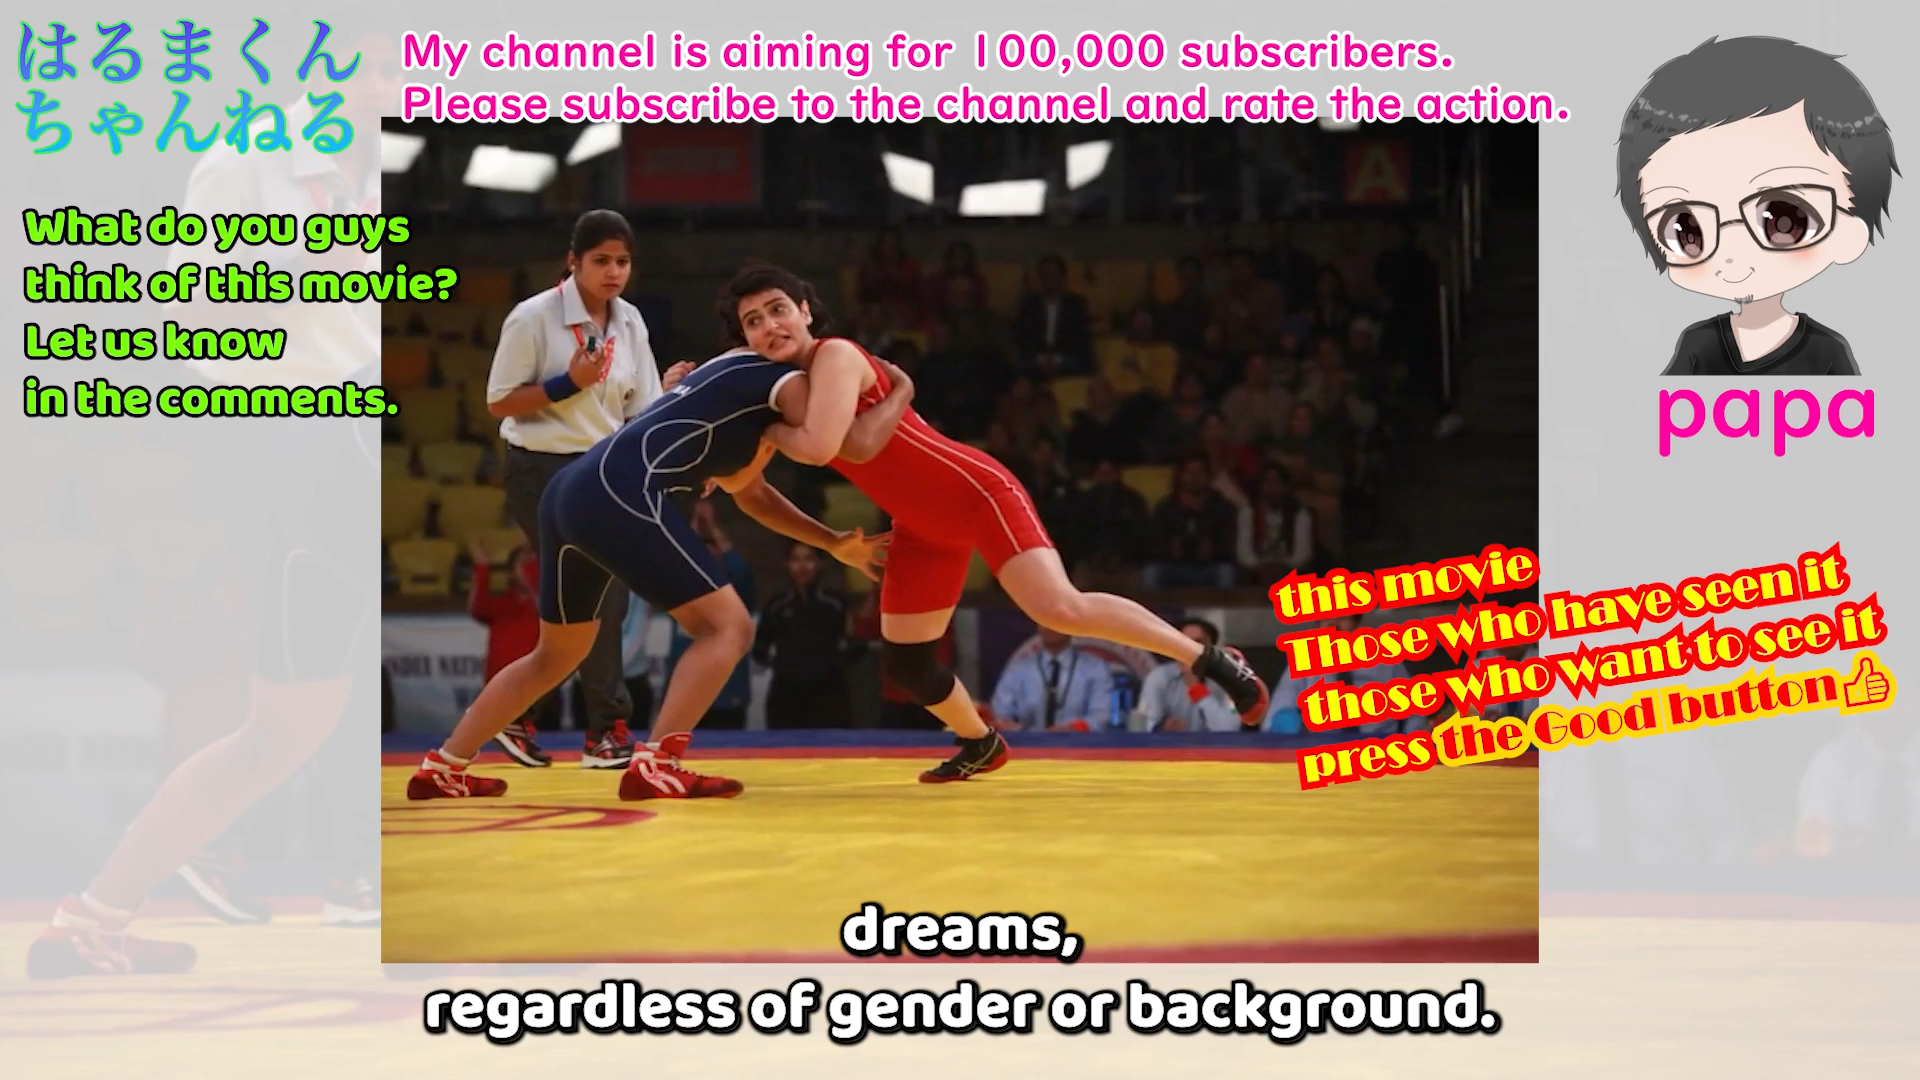 はるまくん
ちゃんねる
My channel is aiming for 100,000 subscribers.
Please subscribe to the channel and rate the action.
What do you guys
think of this movie?
Let us know
in the comments.
A
papa
this movie
Those who have seen it
those who want to see it
press the Good button
dreams,
regardless of gender or background.